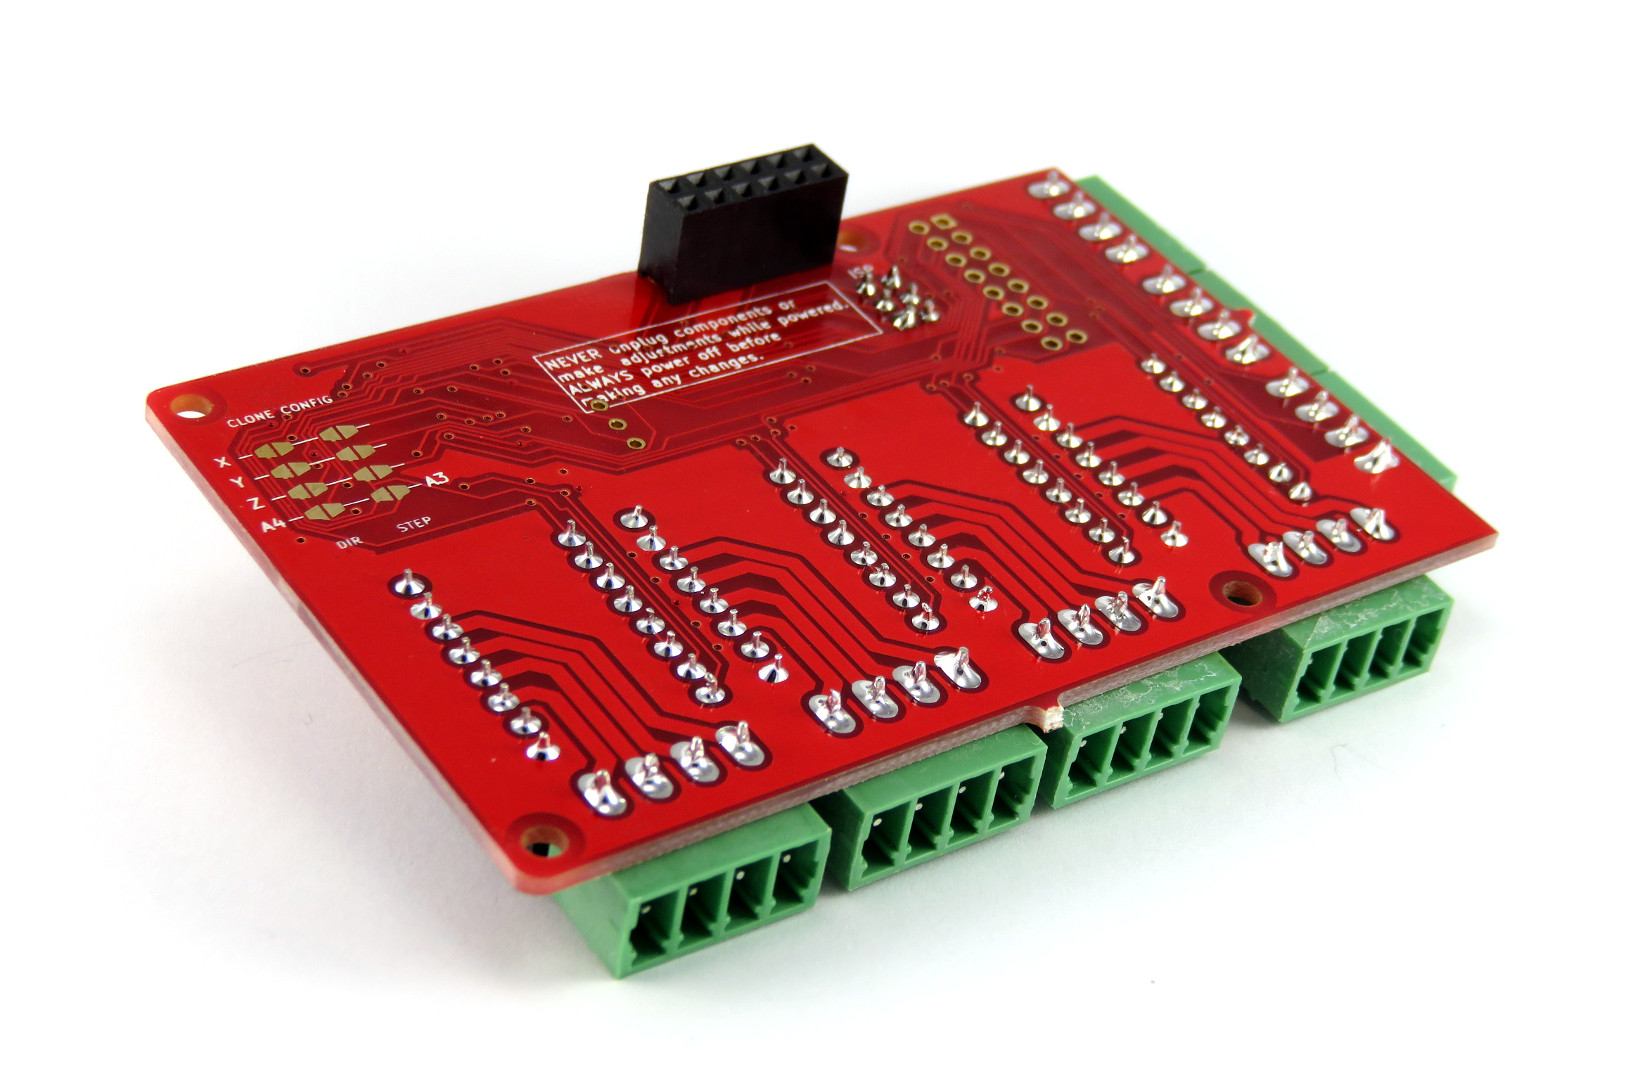 ISP
NEVER unplug components or
make adjustments while powered.
ALWAYS power off before
making any changes.
CLONE CONFIG
X
Y
Z
A4
A3
DIR
STEP